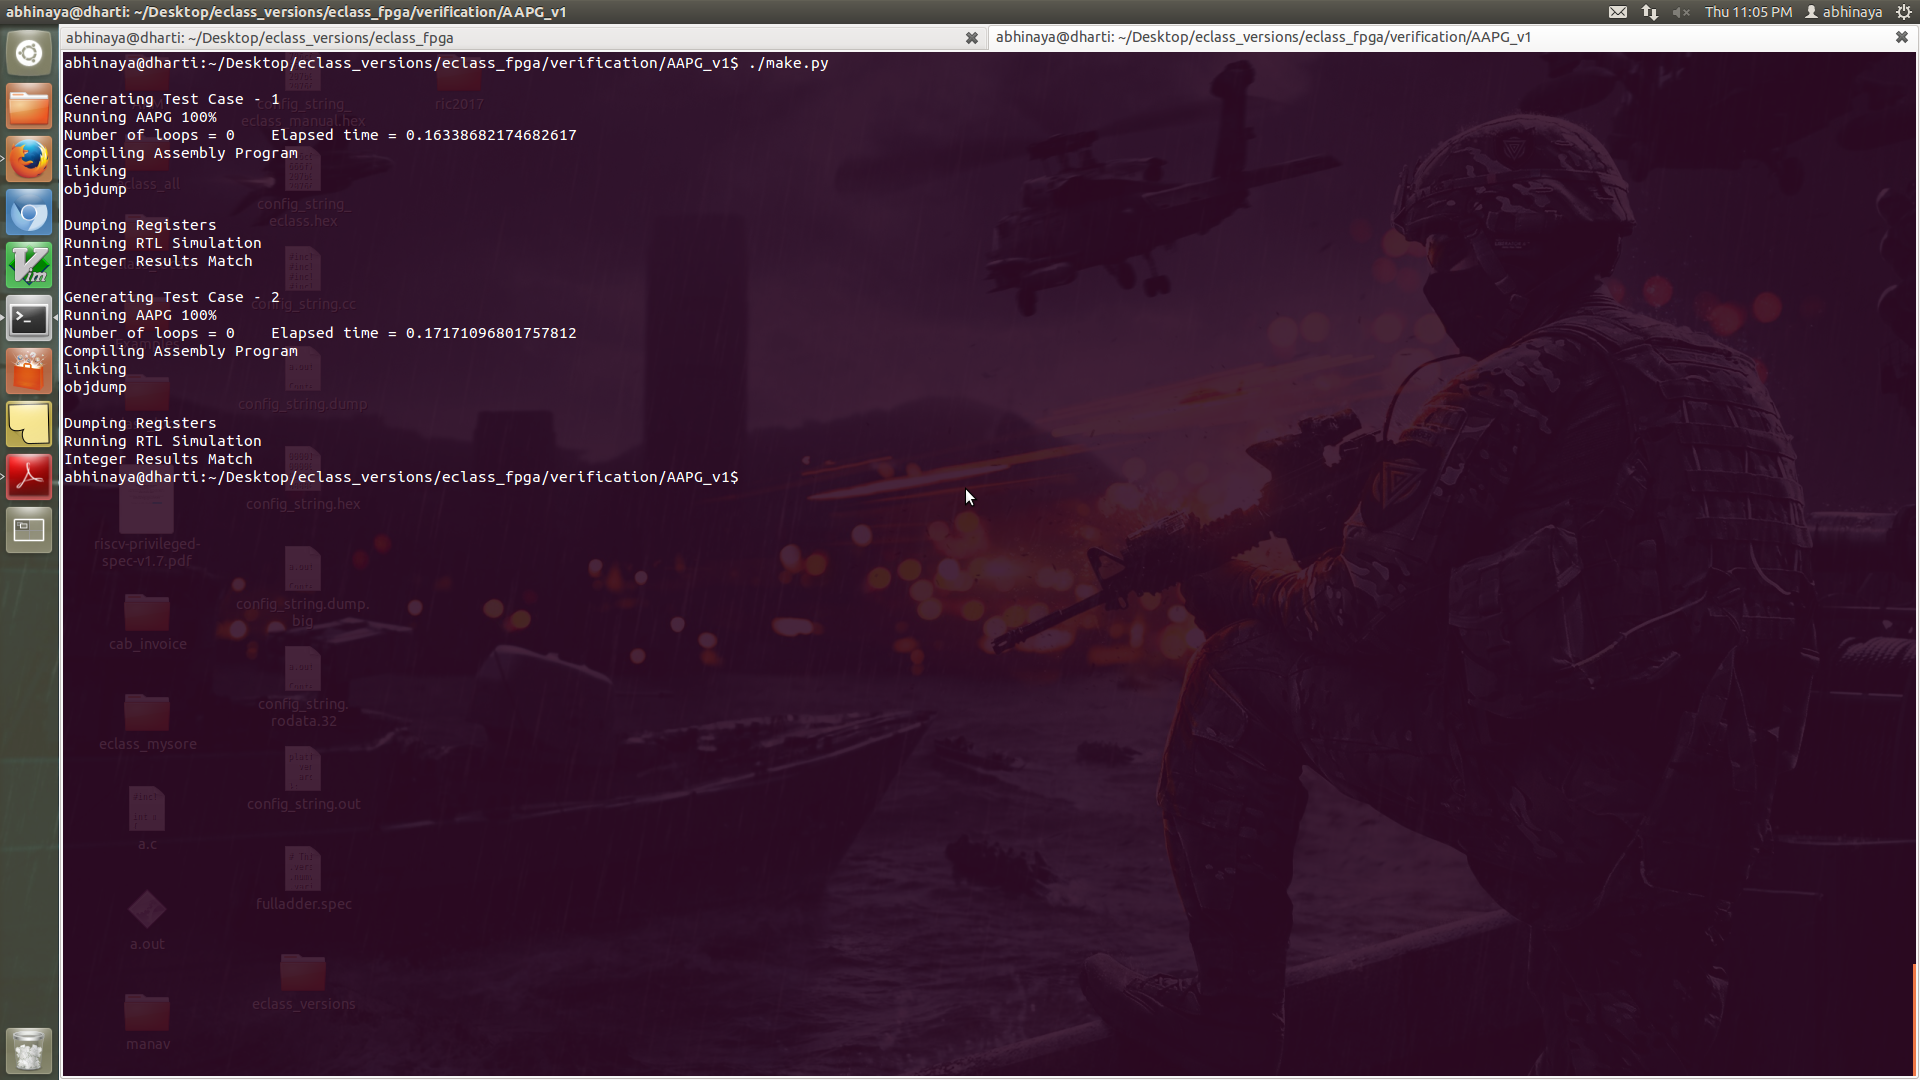 abhinaya@dharti: ~/Desktop/eclass_versions/eclass_fpga/verification/AAPG_v1
Thu 11:05 PM
abhinaya
abhinaya@dharti: ~/Desktop/eclass_versions/eclass_fpga
abhinaya@dharti: ~/Desktop/eclass_versions/eclass_fpga/verification/AAPG_v1
abhinaya@dharti:~/Desktop/eclass_versions/eclass_fpga/verification/AAPG_v1$ ./make.py
Generating Test Case - 1
Running AAPG 100%
Number of loops = 0    Elapsed time = 0.16338682174682617
Compiling Assembly Program
linking
objdump
Dumping Registers
Running RTL Simulation
Integer Results Match
Generating Test Case - 2
Running AAPG 100%
Number of loops = 0    Elapsed time = 0.17171096801757812
Compiling Assembly Program
linking
objdump
Dumping Registers
Running RTL Simulation
Integer Results Match
abhinaya@dharti:~/Desktop/eclass_versions/eclass_fpga/verification/AAPG_v1$
config_string_
eclass_manual.hex
ric2017
config_string_
eclass.hex
config_string.cc
config_string.dump
config_string.hex
riscv-privileged-
spec-v1.7.pdf
config_string.dump.
big
cab_invoice
config_string.
rodata.32
eclass_mysore
config_string.out
a.c
fulladder.spec
a.out
eclass_versions
manav